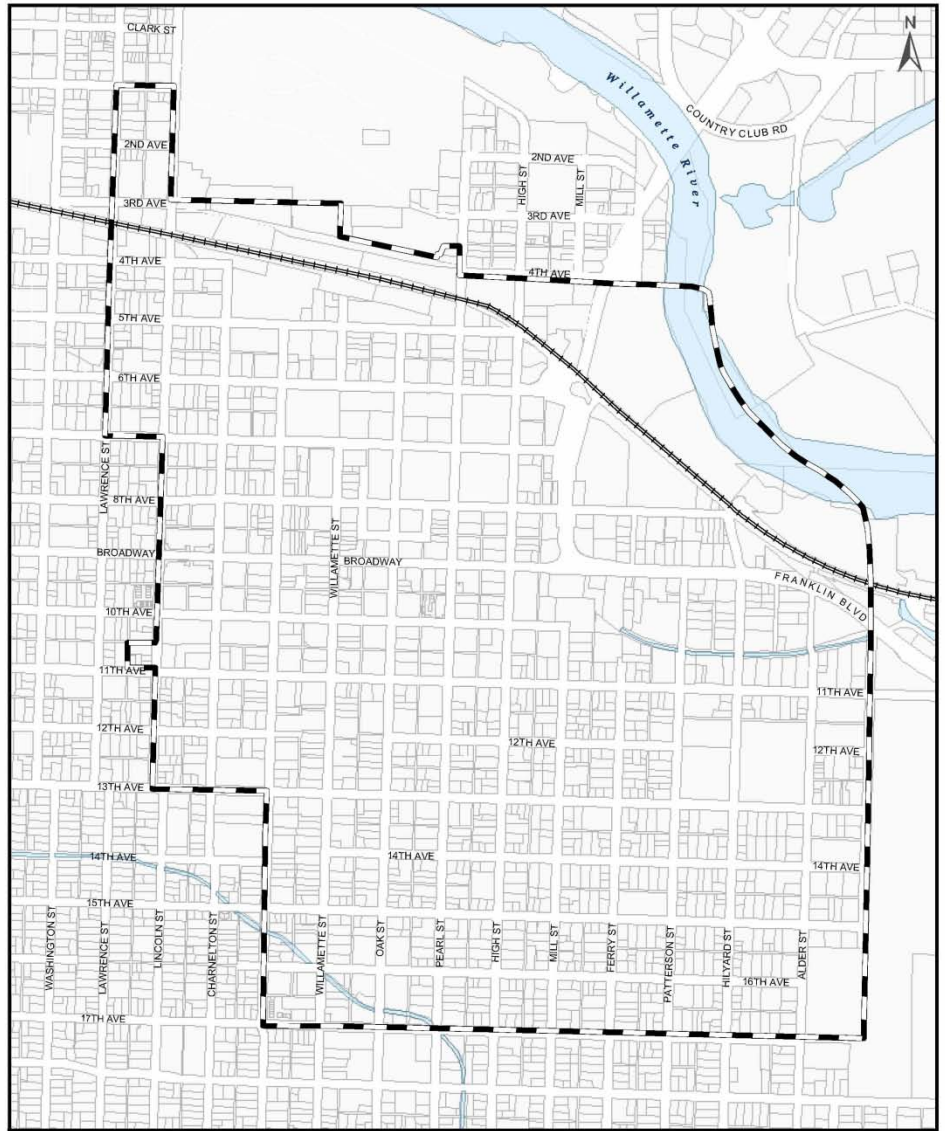 CLARK ST
N
Willamette River
COUNTRY CLUB RD
2ND AVE
2ND AVE
HIGH ST
MILL ST
3RD AVE
3RD AVE
4TH AVE
4TH AVE
5TH AVE
6TH AVE
LAWRENCE ST
8TH AVE
WILLAMETTE ST
BROADWAY
BROADWAY
FRANKLIN BLVD
10TH AVE
11TH AVE
11TH AVE
12TH AVE
12TH AVE
12TH AVE
13TH AVE
14TH AVE
14TH AVE
14TH AVE
15TH AVE
WASHINGTON ST
LAWRENCE ST
LINCOLN ST
CHARNELTON ST
WILLAMETTE ST
OAK ST
PEARL ST
HIGH ST
MILL ST
FERRY ST
PATTERSON ST
HILYARD ST
ALDER ST
16TH AVE
17TH AVE